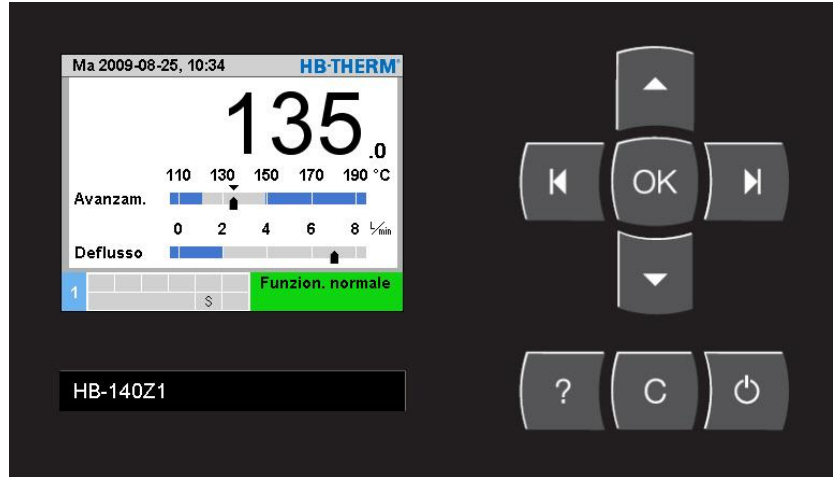 Ma 2009-08-25, 10:34 HB-THERM®
135.0
110 130 150 170 190 °C
Avanzam.
0 2 4 6 8 L/min
Deflusso
1 S Funzion. normale
OK
HB-140Z1
? C